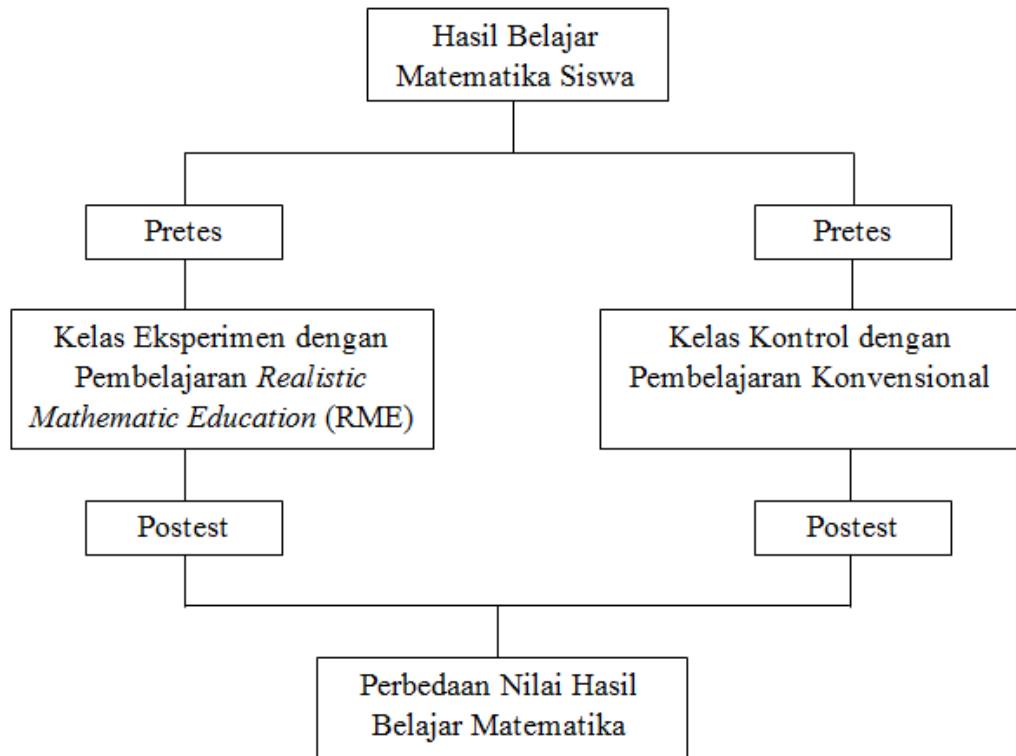 Hasil Belajar
Matematika Siswa
Pretes
Pretes
Kelas Eksperimen dengan
Pembelajaran Realistic
Mathematic Education (RME)
Kelas Kontrol dengan
Pembelajaran Konvensional
Postest
Postest
Perbedaan Nilai Hasil
Belajar Matematika